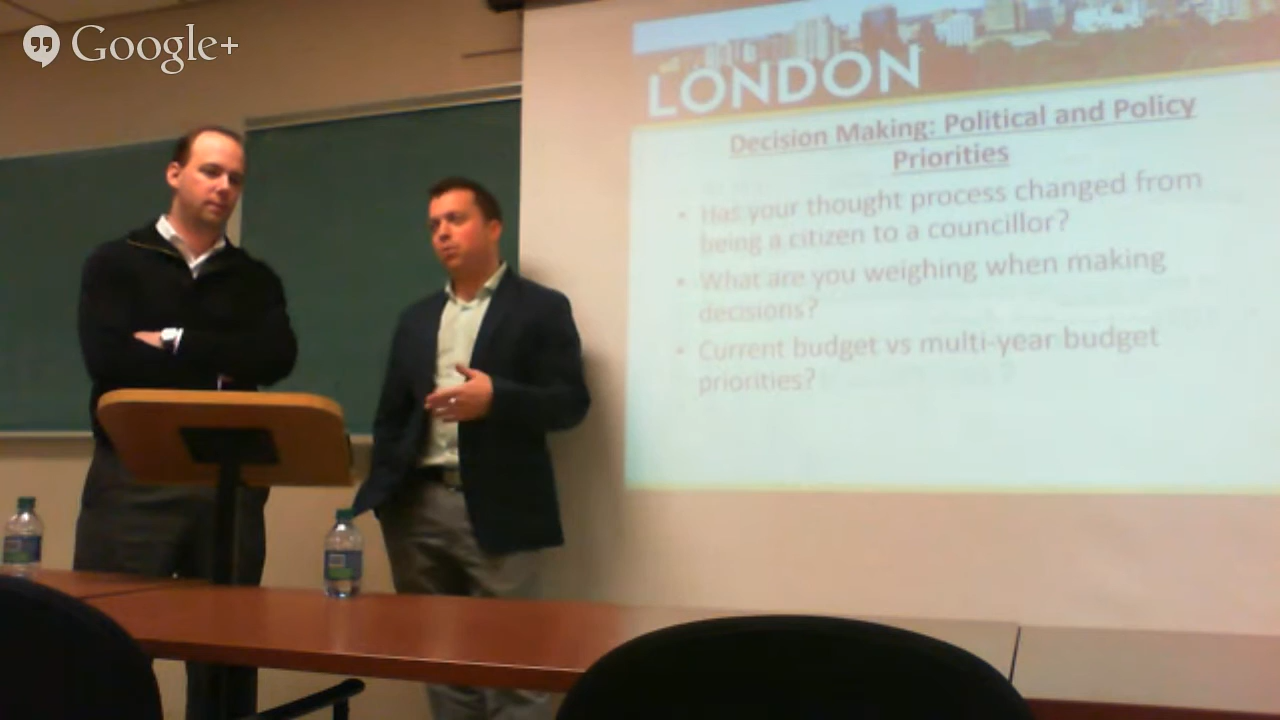 Google+
LONDON
Decision Making: Political and Policy
Priorities
• Has your thought process changed from
being a citizen to a councillor?
• What are you weighing when making
decisions?
• Current budget vs multi-year budget
priorities?